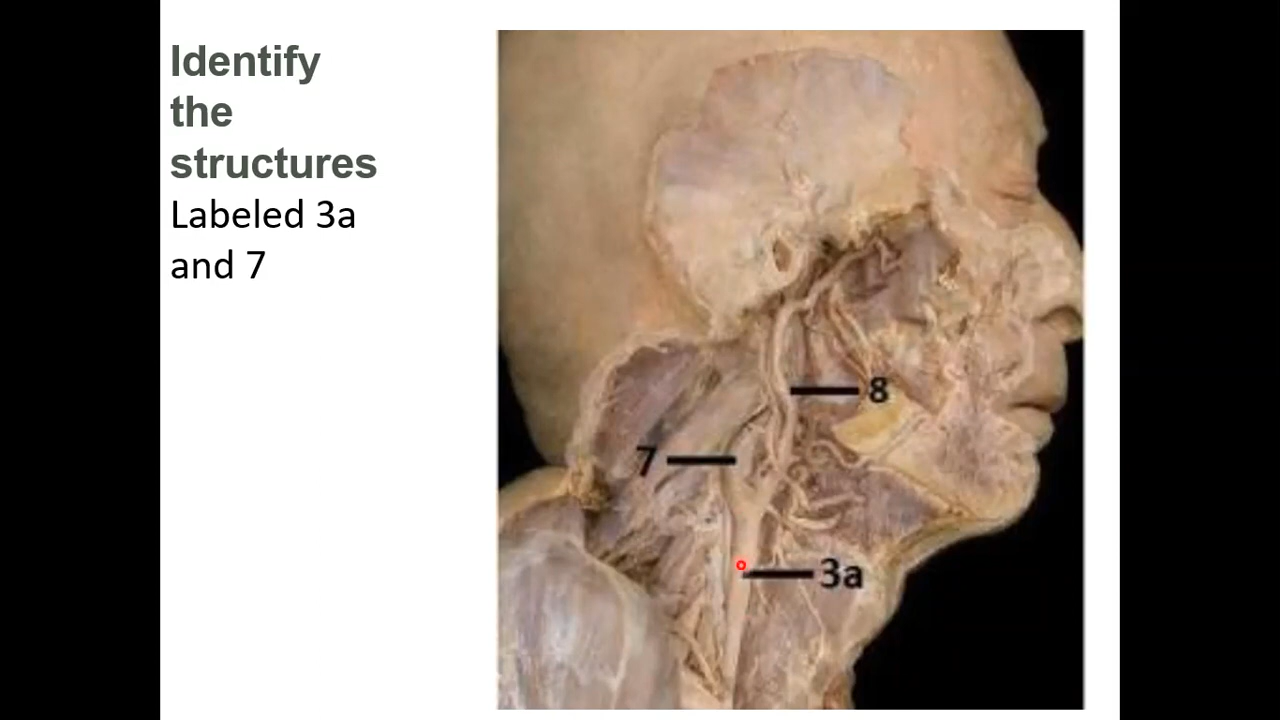 Identify
the
structures
Labeled 3a
and 7
8
7
3a